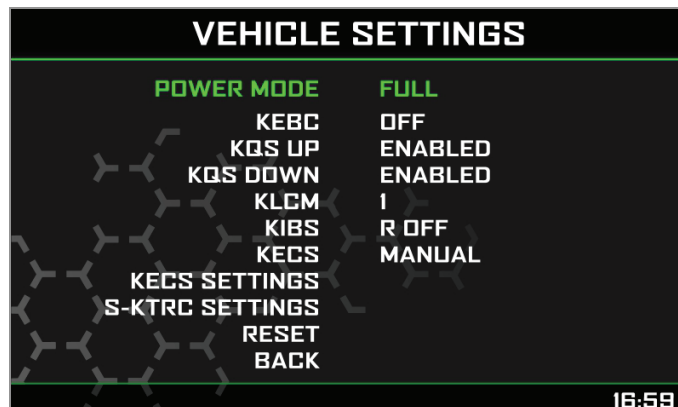 VEHICLE SETTINGS
POWER MODE FULL
KEBC OFF
KQS UP ENABLED
KQS DOWN ENABLED
KLCM 1
KIBS R OFF
KECS MANUAL
KECS SETTINGS
S-KTRC SETTINGS
RESET
BACK
16:59